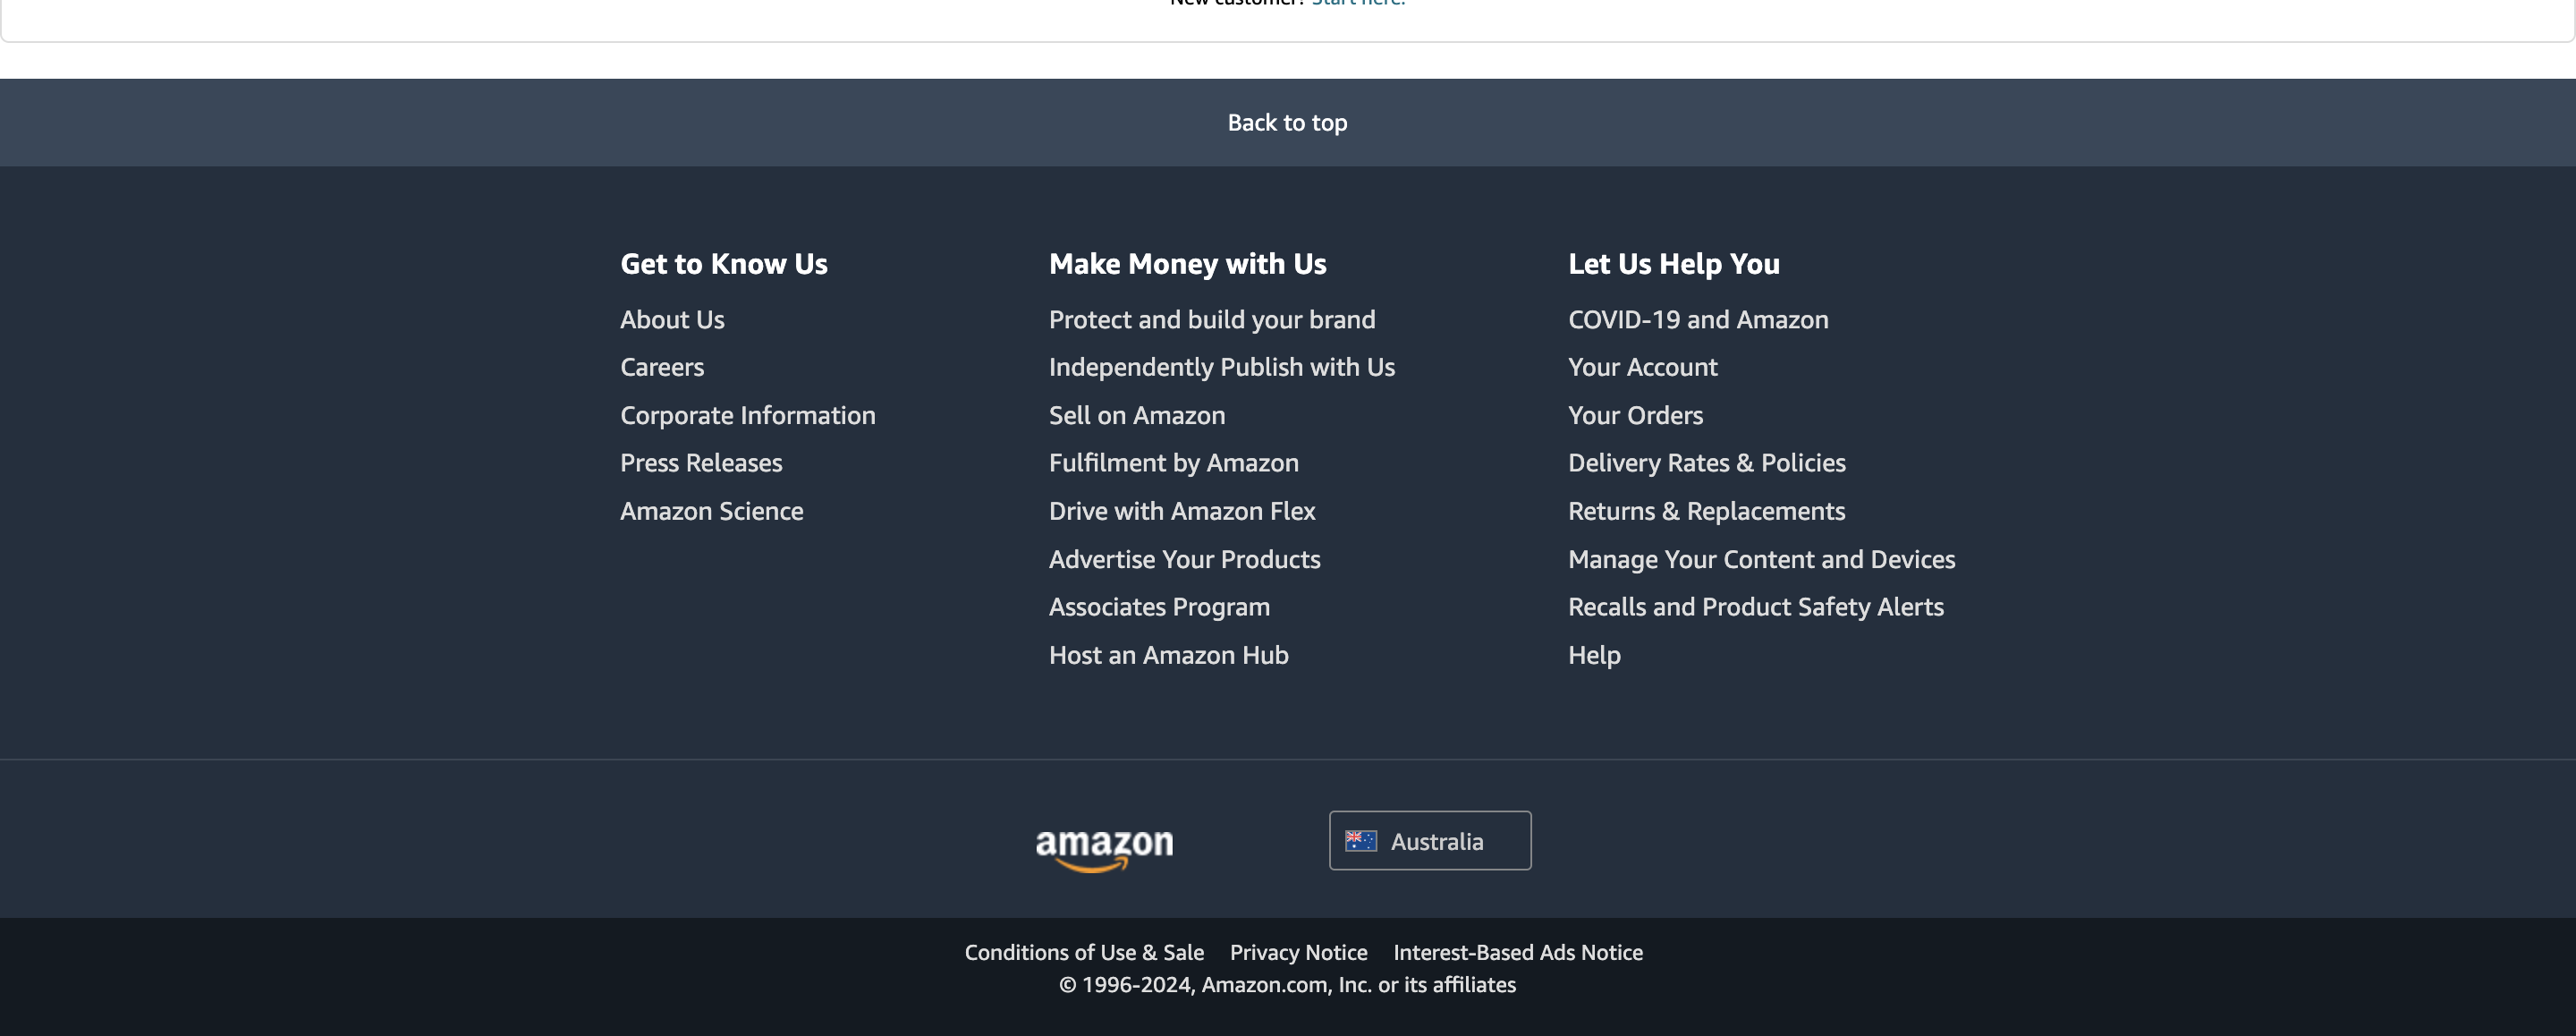 New customer? Start here.
Back to top
Get to Know Us
About Us
Careers
Corporate Information
Press Releases
Amazon Science
Make Money with Us
Protect and build your brand
Independently Publish with Us
Sell on Amazon
Fulfilment by Amazon
Drive with Amazon Flex
Advertise Your Products
Associates Program
Host an Amazon Hub
Let Us Help You
COVID-19 and Amazon
Your Account
Your Orders
Delivery Rates & Policies
Returns & Replacements
Manage Your Content and Devices
Recalls and Product Safety Alerts
Help
amazon
Australia
Conditions of Use & Sale Privacy Notice Interest-Based Ads Notice
© 1996-2024, Amazon.com, Inc. or its affiliates